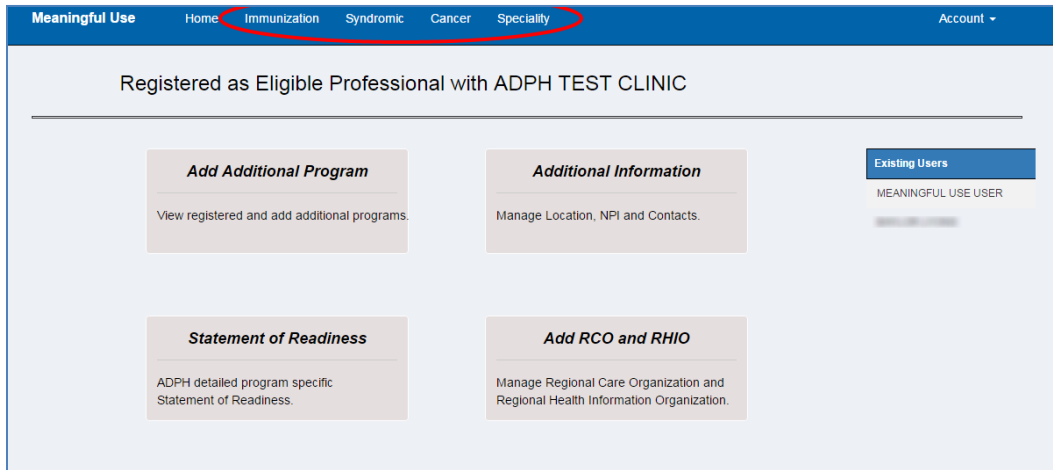 Meaningful Use Home Immunization Syndromic Cancer Speciality Account
Registered as Eligible Professional with ADPH TEST CLINIC
Add Additional Program
View registered and add additional programs.
Additional Information
Manage Location, NPI and Contacts.
Existing Users
MEANINGFUL USE USER
Statement of Readiness
ADPH detailed program specific
Statement of Readiness.
Add RCO and RHIO
Manage Regional Care Organization and
Regional Health Information Organization.